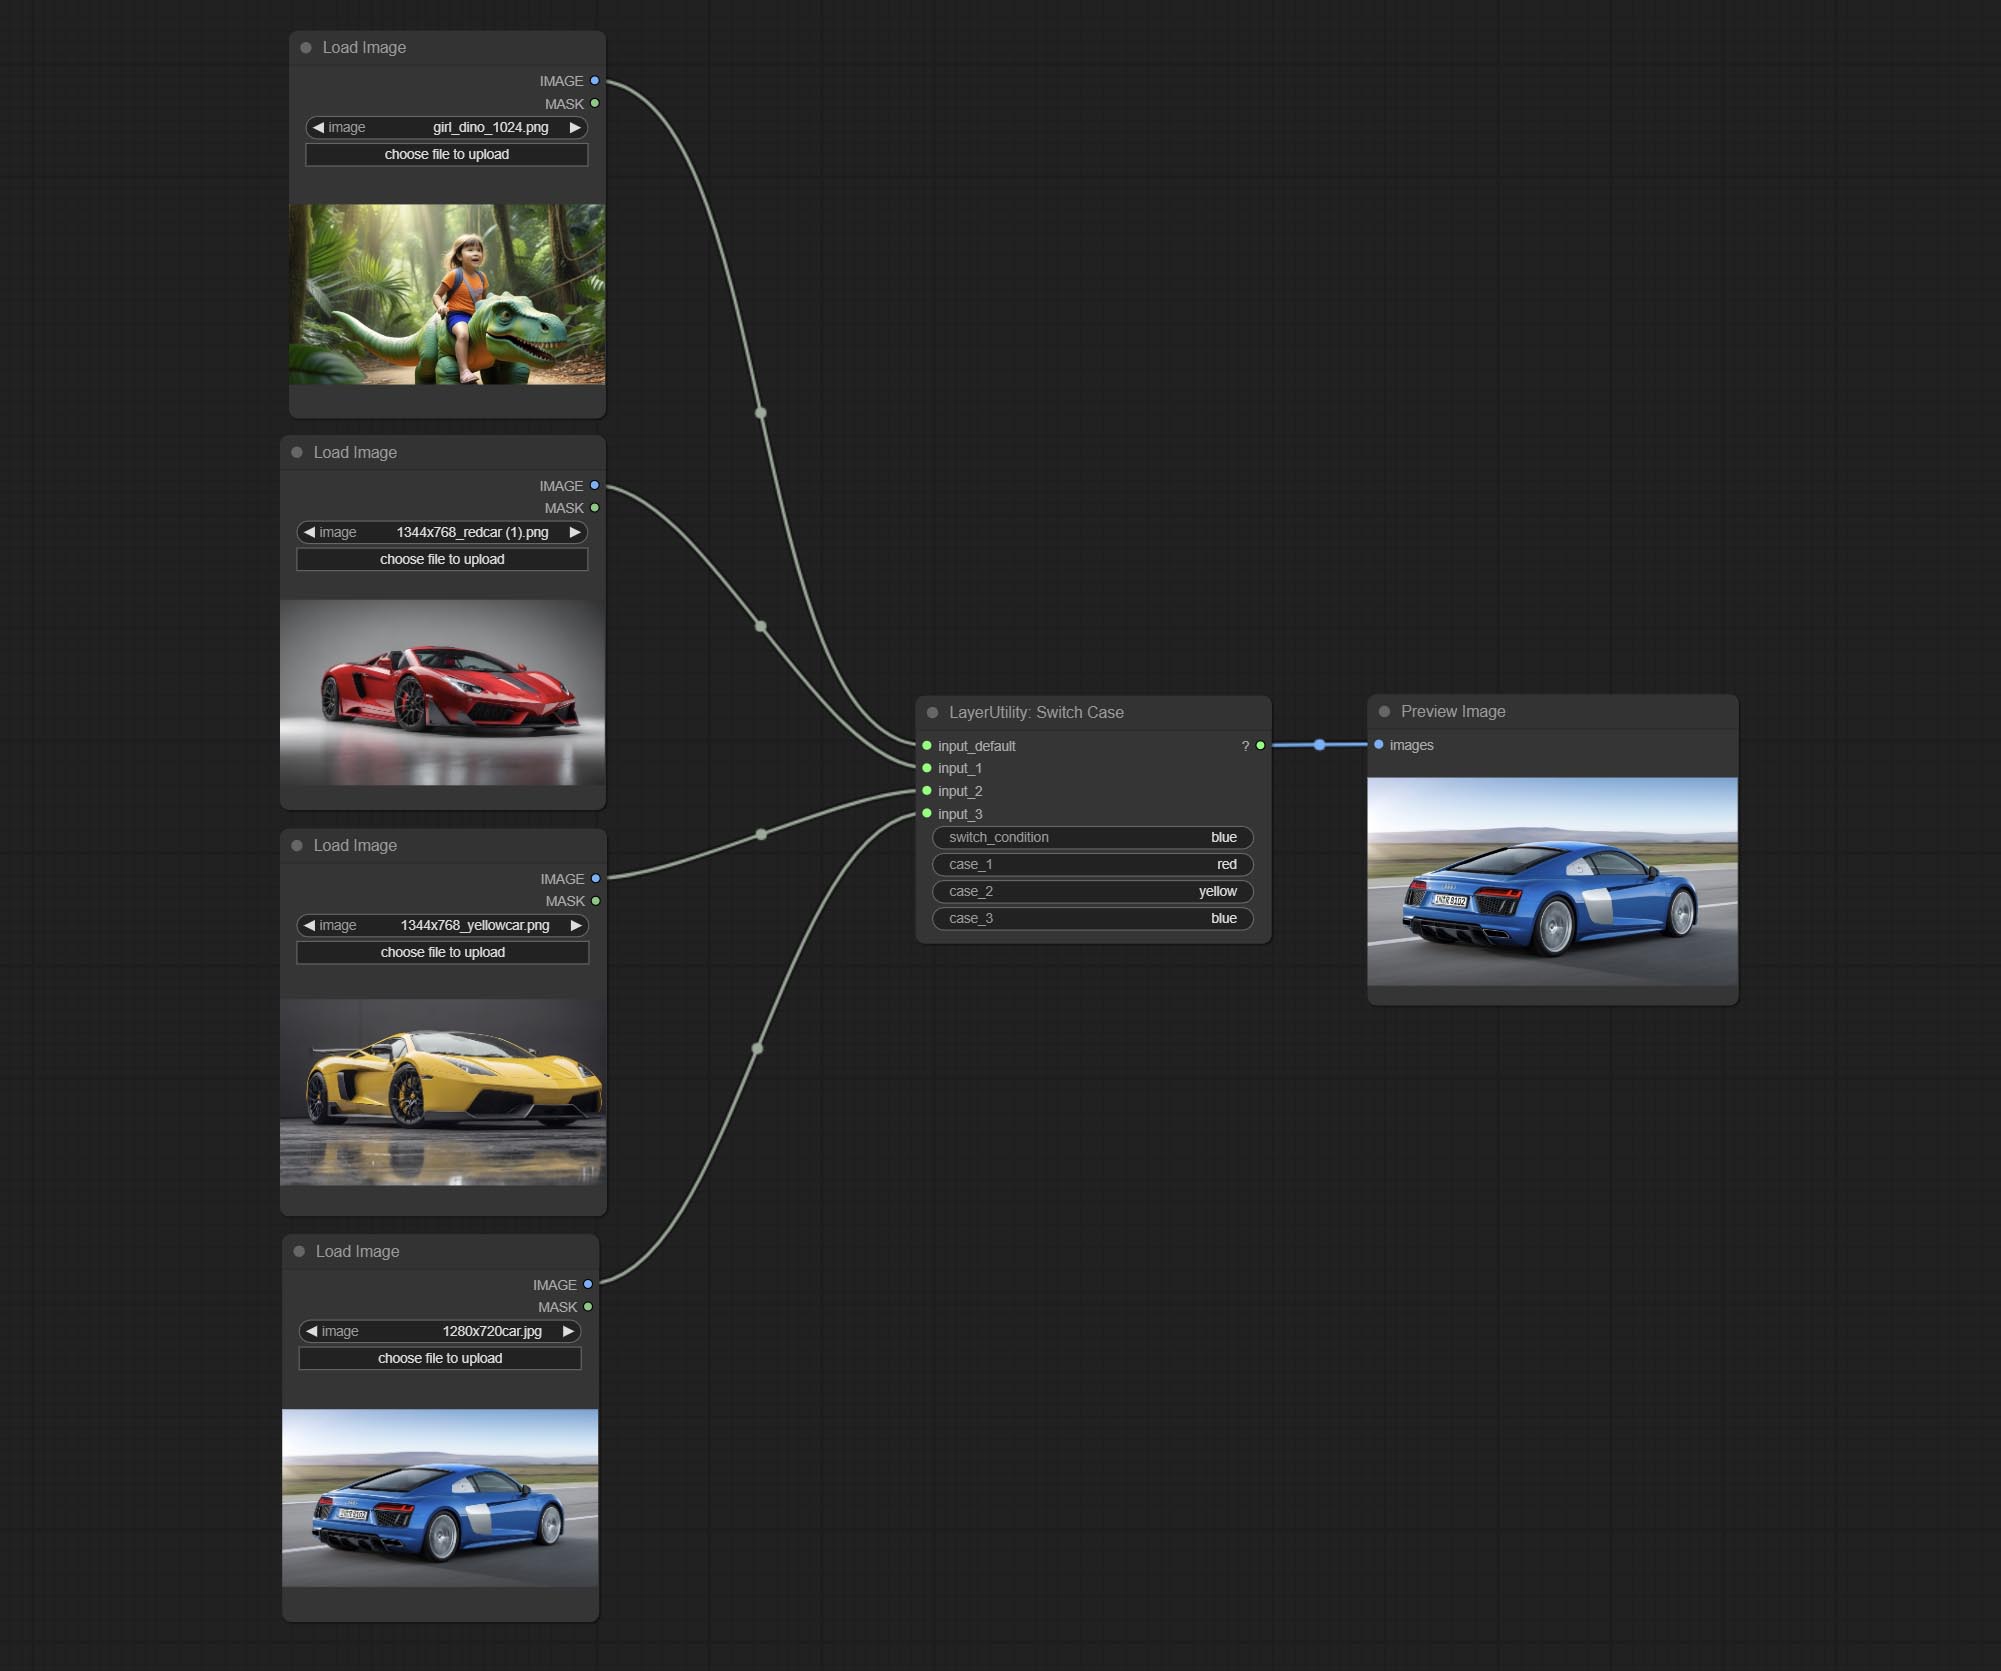 Load Image
IMAGE
MASK
image girl_dino_1024.png
choose file to upload
Load Image
IMAGE
MASK
image 1344x768_redcar (1).png
choose file to upload
Load Image
IMAGE
MASK
image 1344x768_yellowcar.png
choose file to upload
Load Image
IMAGE
MASK
image 1280x720car.jpg
choose file to upload
LayerUtility: Switch Case
input_default ?
input_1
input_2
input_3
switch_condition blue
case_1 red
case_2 yellow
case_3 blue
Preview Image
images